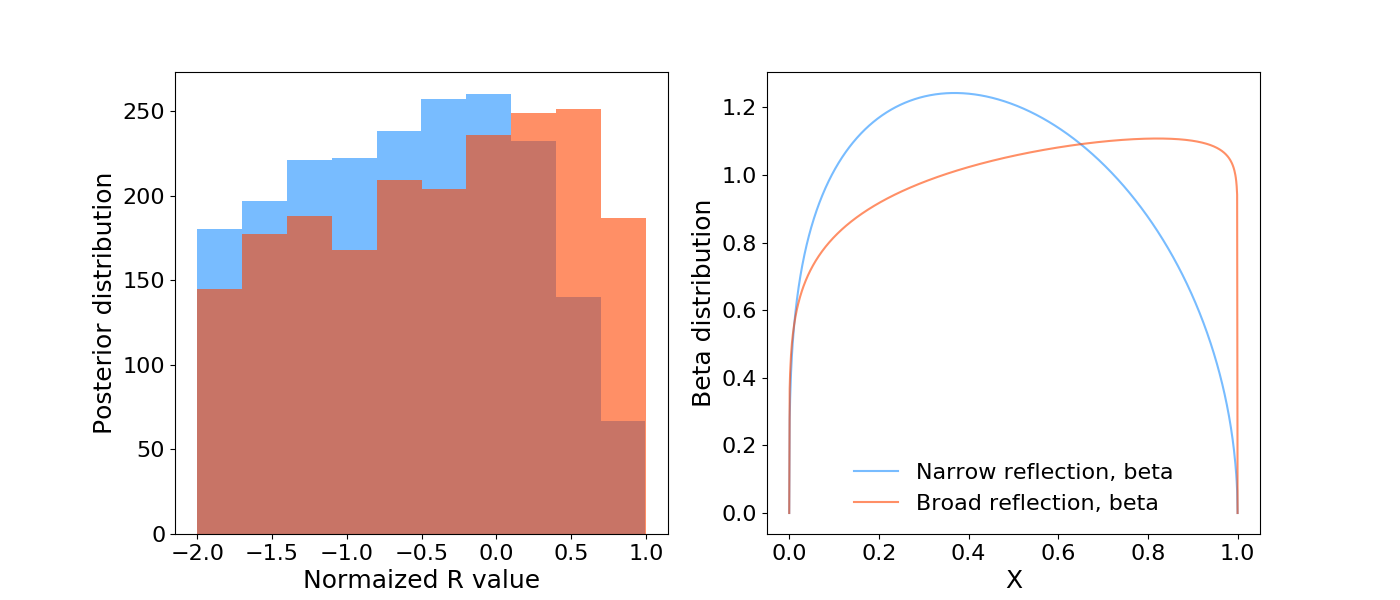 Posterior distribution
250
200
150
100
50
0
−2.0 −1.5 −1.0 −0.5 0.0 0.5 1.0
Normaized R value
Beta distribution
1.2
1.0
0.8
0.6
0.4
0.2
0.0
Narrow reflection, beta
Broad reflection, beta
0.0 0.2 0.4 0.6 0.8 1.0
X